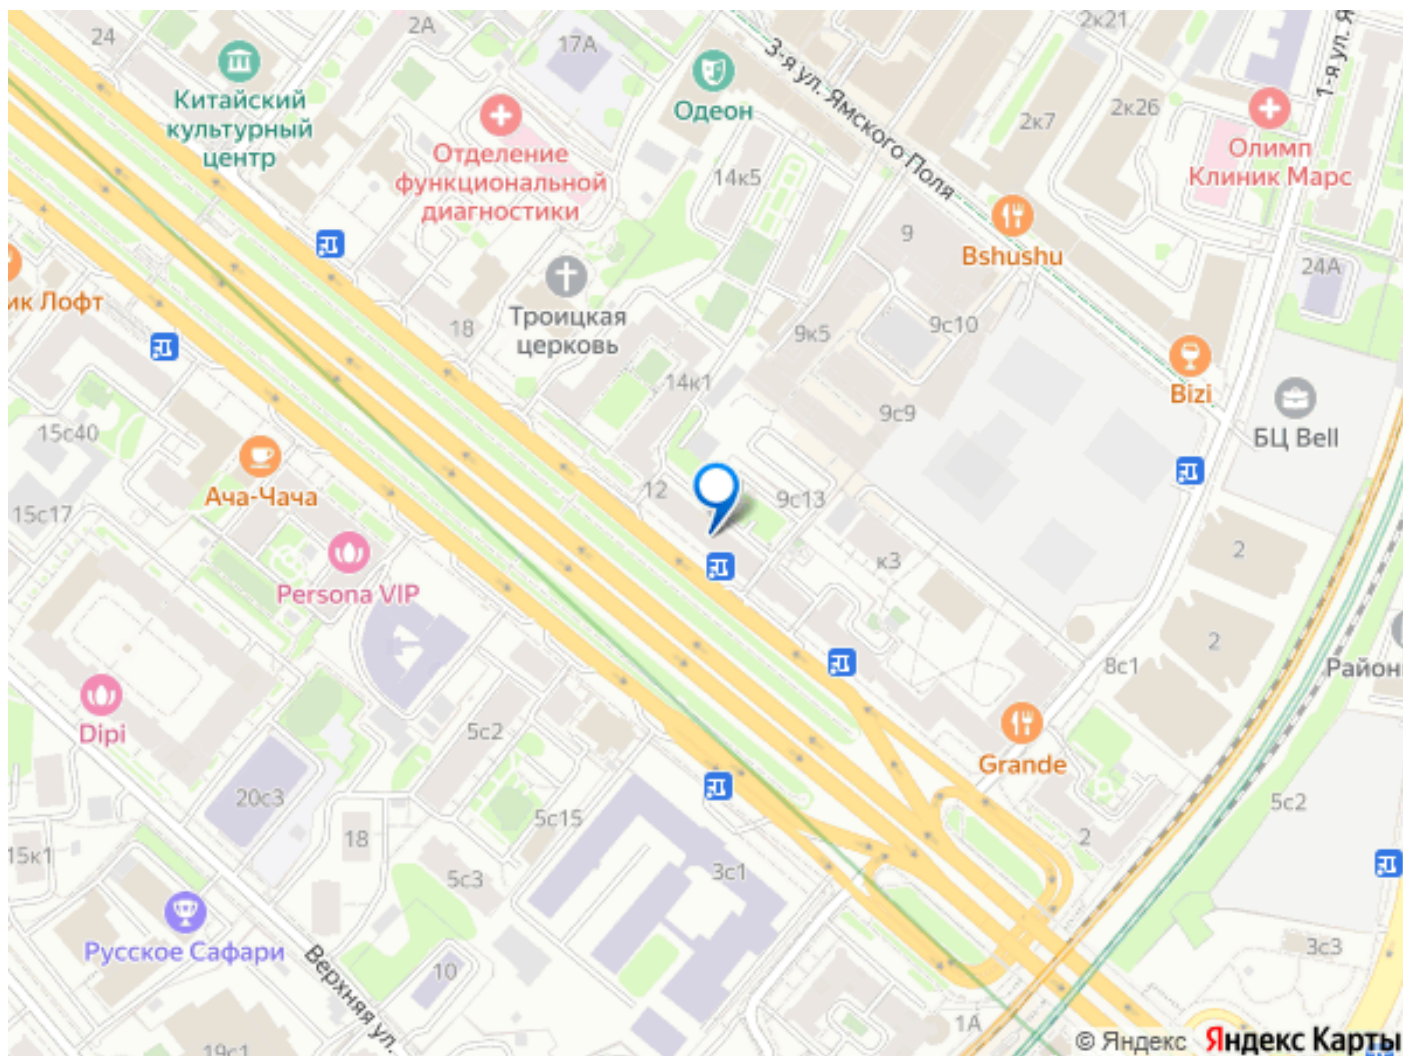 24
2А
17А
2к21
1-я ул. Я
Китайский
культурный
центр
Одеон
3-я ул. Ямского Поля
2к7
2к26
Олимп
Клиник Марс
Отделение
функциональной
диагностики
14к5
9
Bshushu
24А
ик Лофт
18
Троицкая
церковь
9к5
9с10
Bizi
14к1
9с9
БЦ Bell
15с40
Ача-Чача
12
9с13
15с17
к3
2
Persona VIP
2
8с1
Район
Dipi
5с2
Grande
20с3
5с15
5с2
18
2
15к1
5с3
3с1
Русское Сафари
Верхняя ул.
10
3с3
1А
19с1
© Яндекс Яндекс Карты